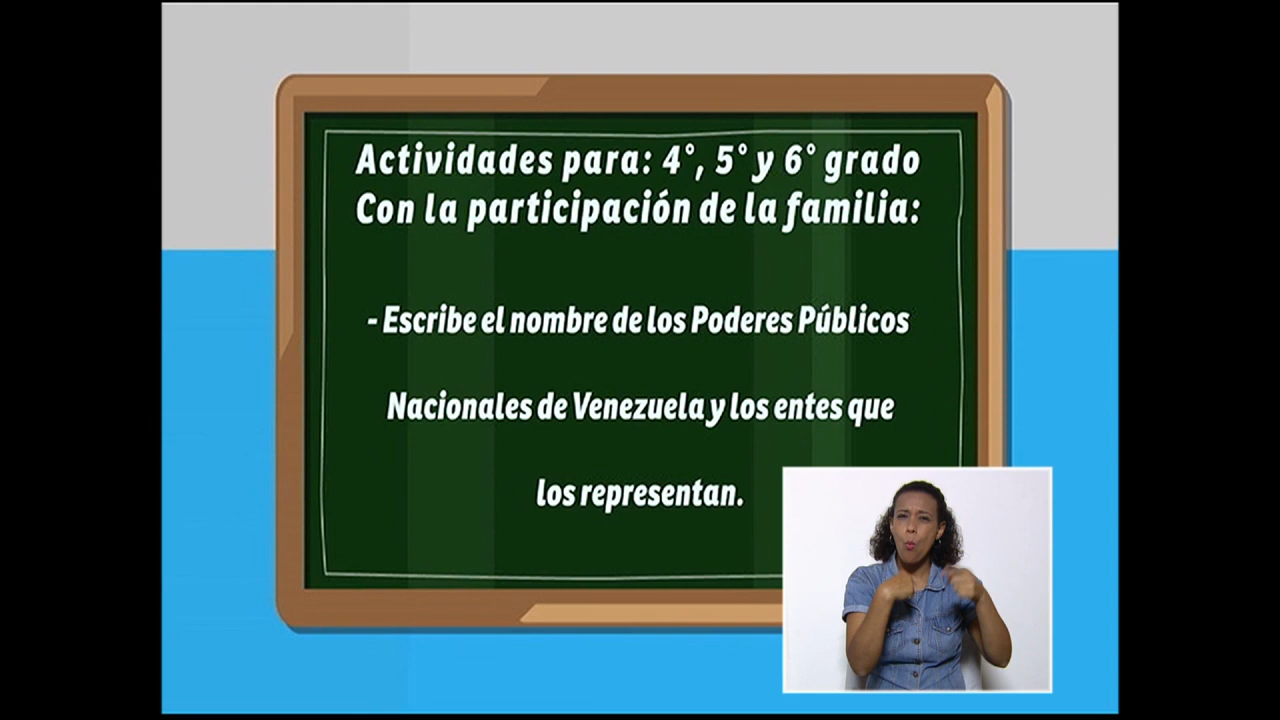 Actividades para: 4°, 5° y 6° grado
Con la participación de la familia:
- Escribe el nombre de los Poderes Públicos
Nacionales de Venezuela y los entes que
los representan.